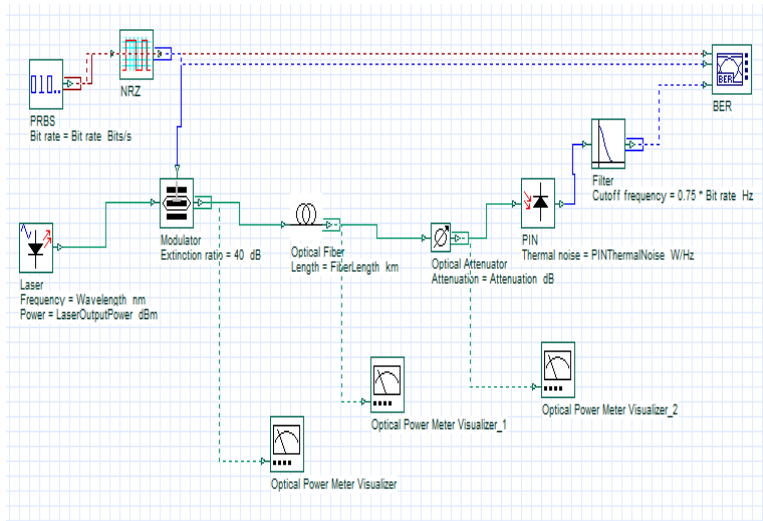 NRZ
BER
BER
PRBS
Bit rate = Bit rate Bits/s
Filter
Cutoff frequency = 0.75 * Bit rate Hz
Modulator
Extinction ratio = 40 dB
Optical Fiber
Length = FiberLength km
Optical Attenuator
Attenuation = Attenuation dB
PIN
Thermal noise = PINThermalNoise W/Hz
Laser
Frequency = Wavelength nm
Power = LaserOutputPower dBm
Optical Power Meter Visualizer_2
Optical Power Meter Visualizer_1
Optical Power Meter Visualizer